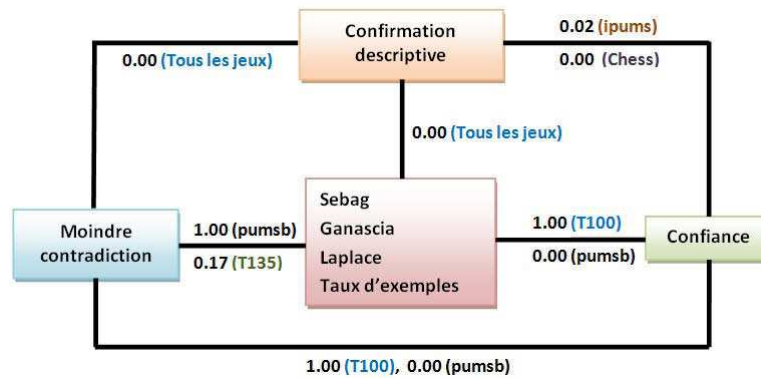 Confirmation
descriptive
0.02 (ipums)
0.00 (Chess)
0.00 (Tous les jeux)
0.00 (Tous les jeux)
Moindre
contradiction
1.00 (pumsb)
0.17 (T135)
Sebag
Ganascia
Laplace
Taux d’exemples
1.00 (T100)
0.00 (pumsb)
Confiance
1.00 (T100), 0.00 (pumsb)